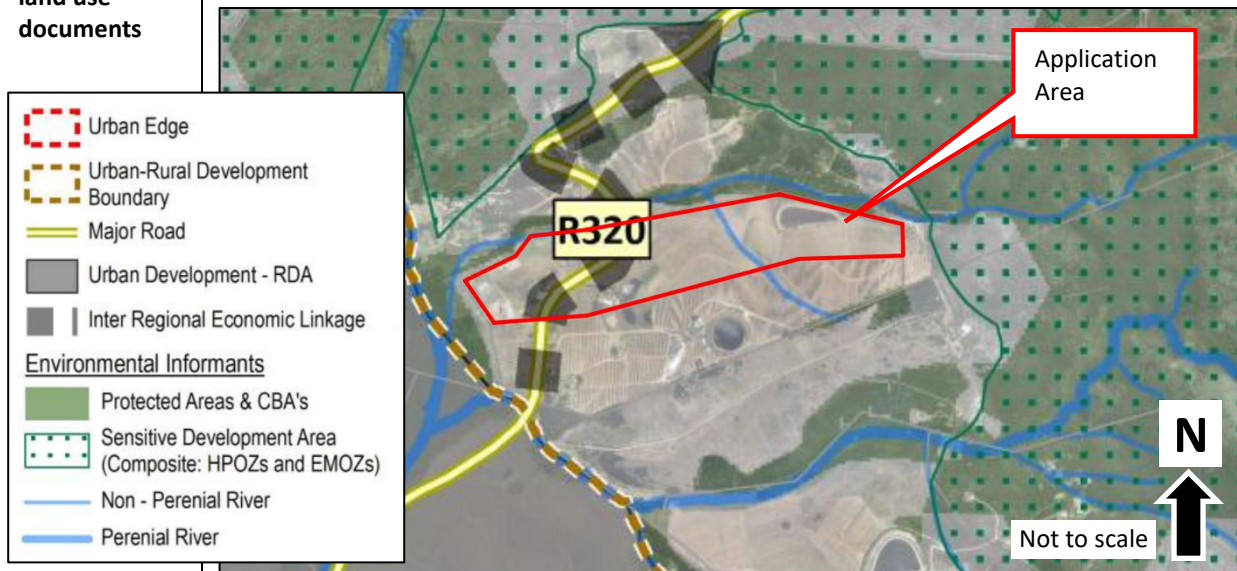 land use
documents
Urban Edge
Urban-Rural Development
Boundary
Major Road
Urban Development - RDA
Inter Regional Economic Linkage
Environmental Informants
Protected Areas & CBA's
Sensitive Development Area
(Composite: HPOZs and EMOZs)
Non - Perenial River
Perenial River
Application
Area
R320
N
Not to scale